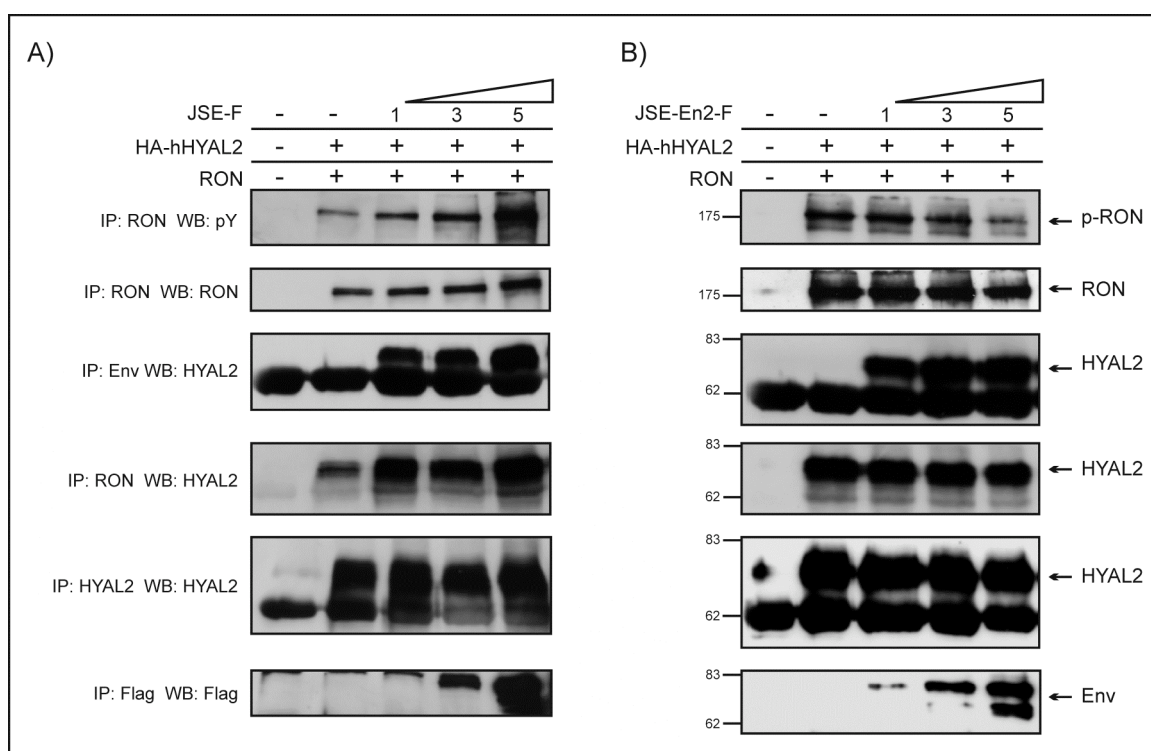 A)
JSE-F - - 1 3 5
HA-hHYAL2 - + + + +
RON - + + + +
IP: RON WB: pY
IP: RON WB: RON
IP: Env WB: HYAL2
IP: RON WB: HYAL2
IP: HYAL2 WB: HYAL2
IP: Flag WB: Flag
B)
JSE-En2-F - - 1 3 5
HA-hHYAL2 - + + + +
RON - + + + +
175 p-RON
175 RON
83
HYAL2
62
83
HYAL2
62
83
HYAL2
62
83
Env
62